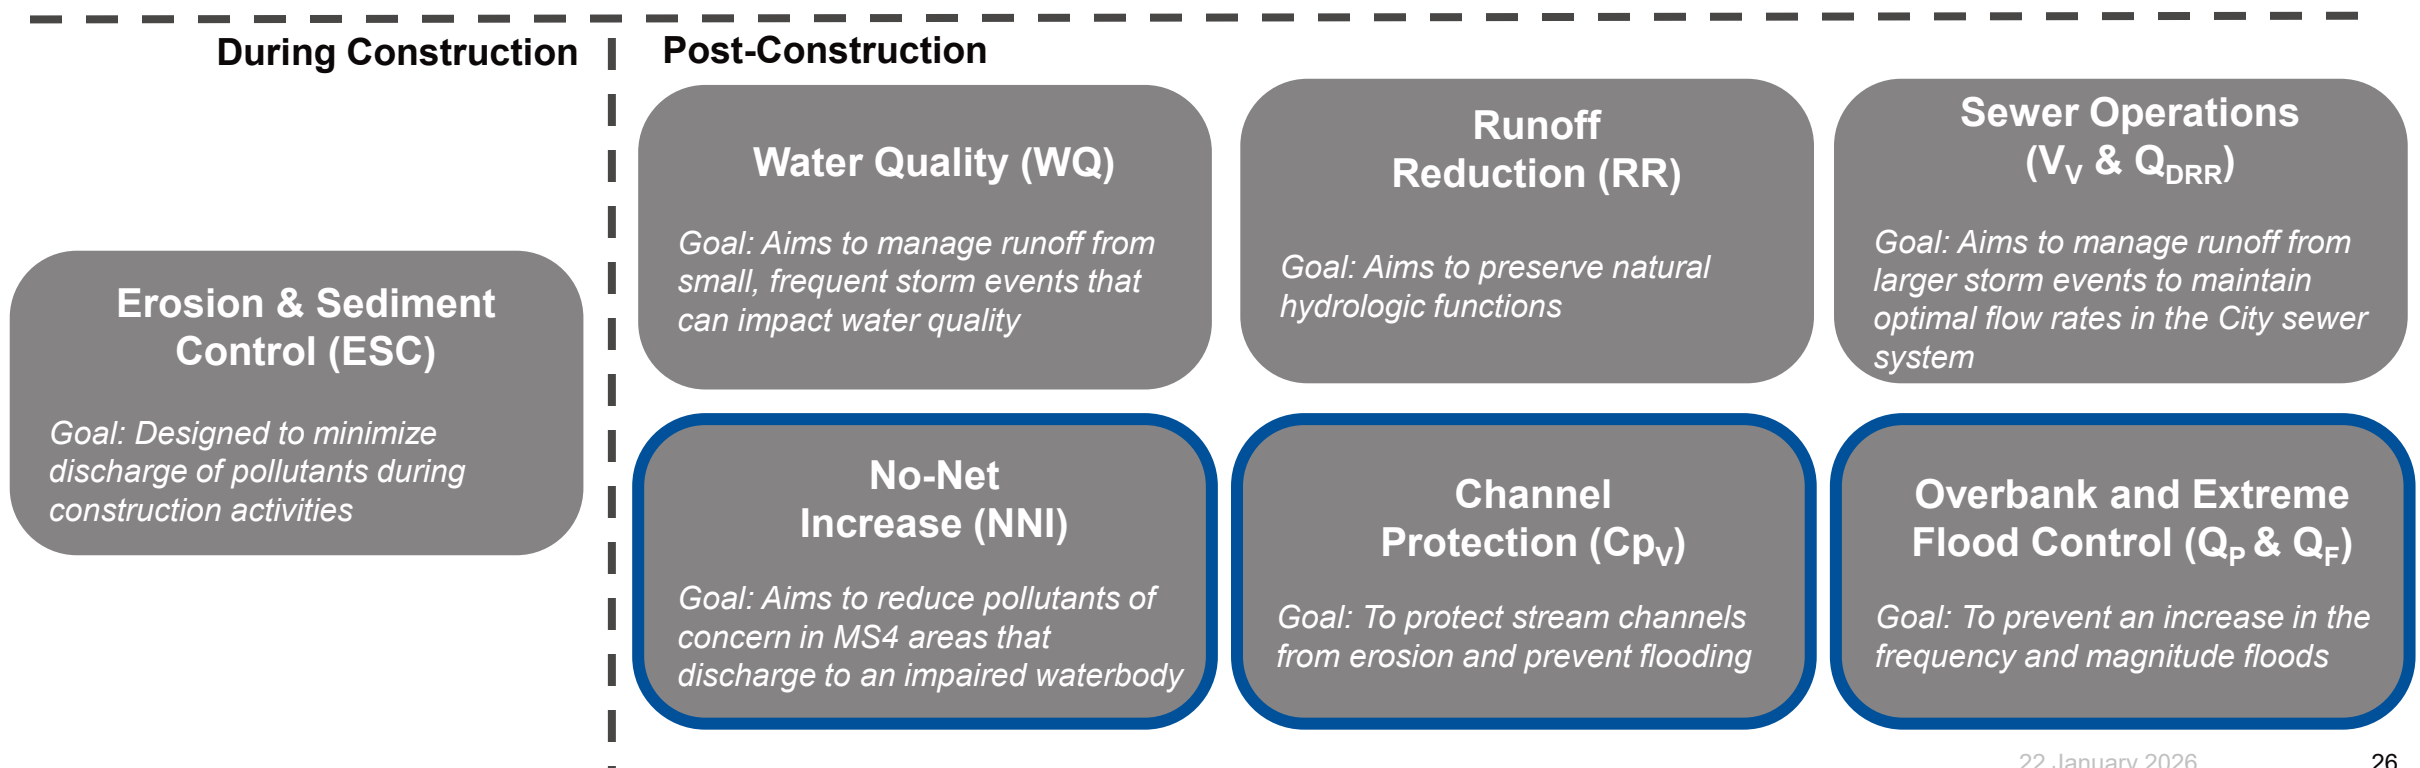 During Construction
Post-Construction
Erosion & Sediment
Control (ESC)
Goal: Designed to minimize
discharge of pollutants during
construction activities
Water Quality (WQ)
Goal: Aims to manage runoff from
small, frequent storm events that
can impact water quality
Runoff
Reduction (RR)
Goal: Aims to preserve natural
hydrologic functions
Sewer Operations
(VV & QDRR)
Goal: Aims to manage runoff from
larger storm events to maintain
optimal flow rates in the City sewer
system
No-Net
Increase (NNI)
Goal: Aims to reduce pollutants of
concern in MS4 areas that
discharge to an impaired waterbody
Channel
Protection (CpV)
Goal: To protect stream channels
from erosion and prevent flooding
Overbank and Extreme
Flood Control (QP & QF)
Goal: To prevent an increase in the
frequency and magnitude floods
22 January 2026
26